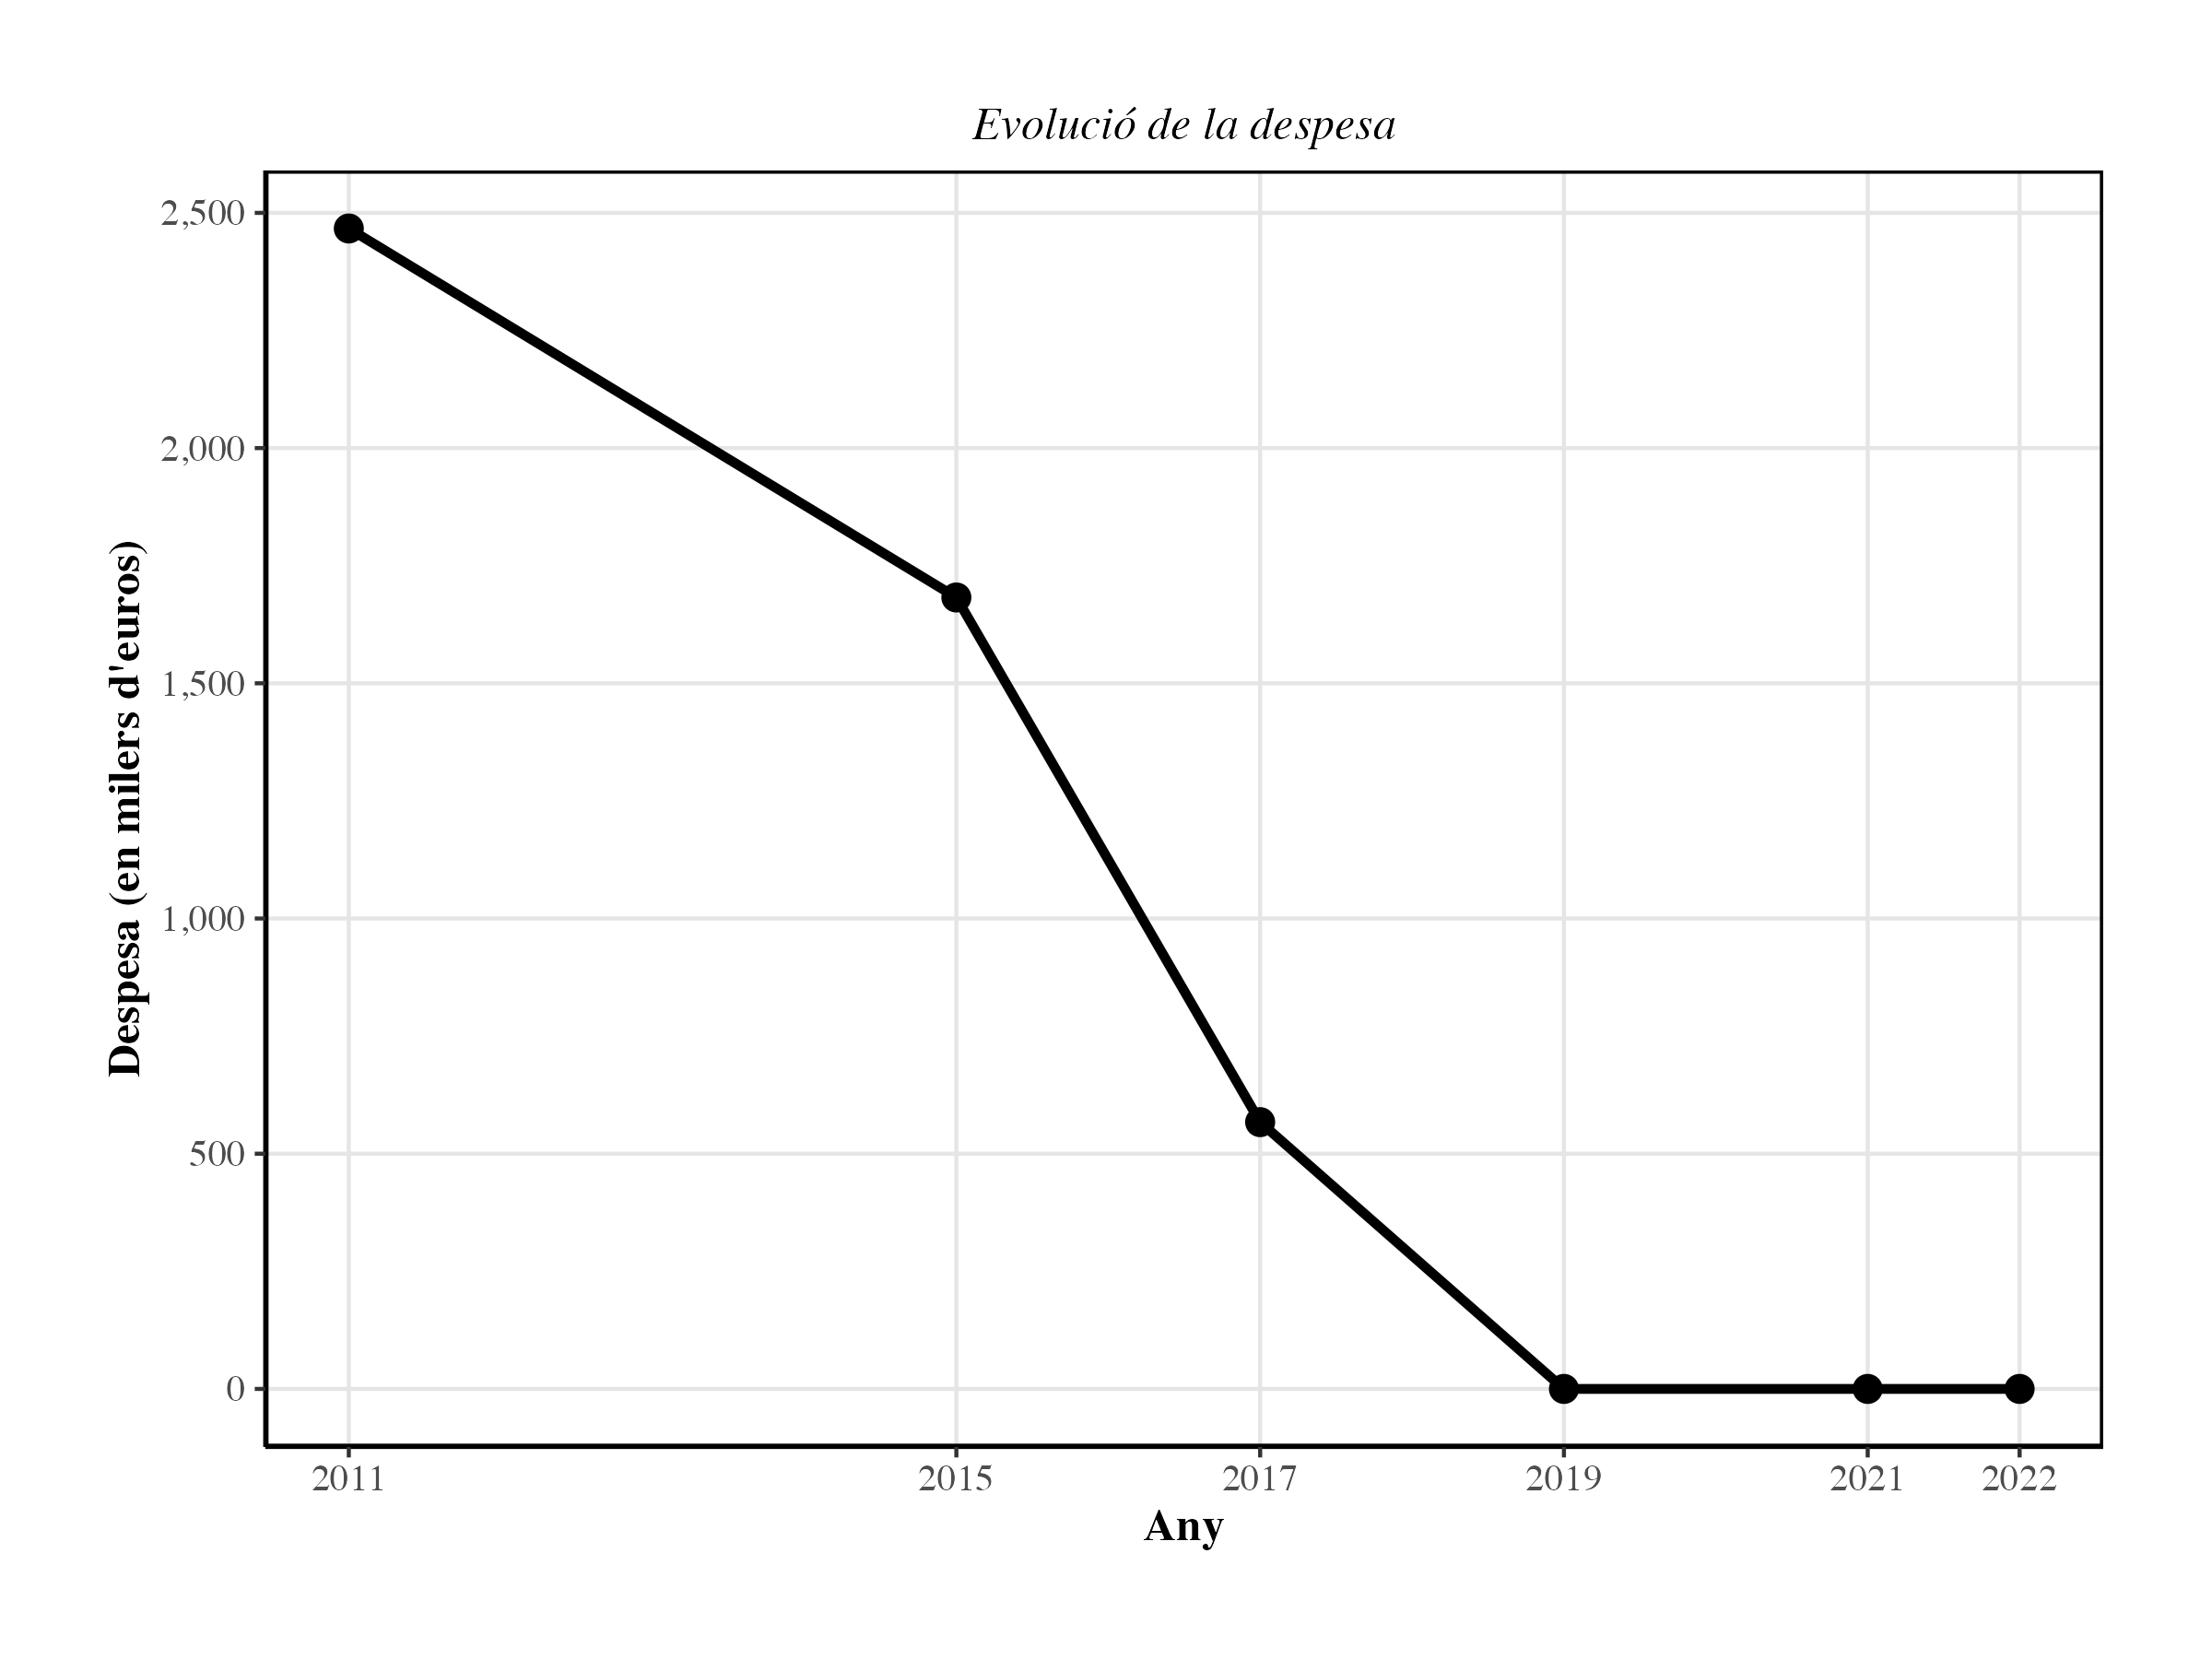 Evolució de la despesa
Despesa (en milers d'euros)
2,500
2,000
1,500
1,000
500
0
2011 2015 2017 2019 2021 2022
Any